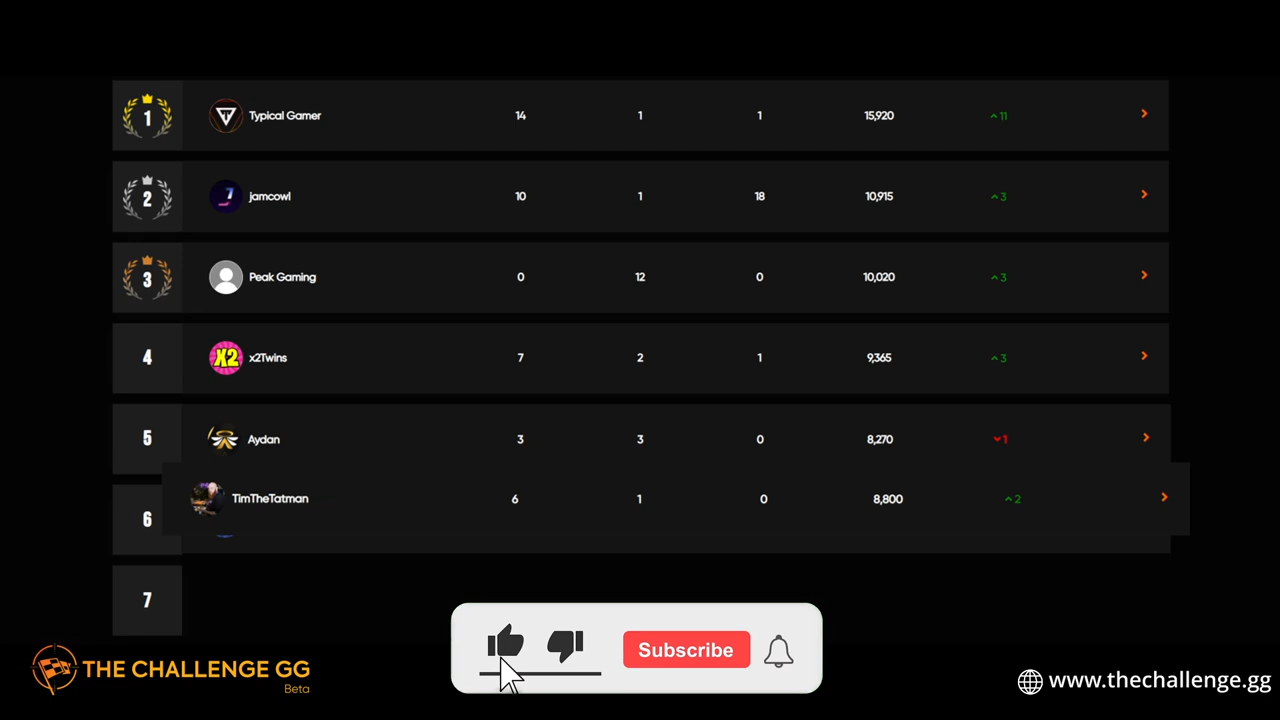 1 Typical Gamer 14 1 1 15,920 11
2 jamcowl 10 1 18 10,915 3
3 Peak Gaming 0 12 0 10,020 3
4 X2 x2Twins 7 2 1 9,365 3
5 Aydan 3 3 0 8,270 1
TimTheTatman 6 1 0 8,800 2
6
7
Subscribe
THE CHALLENGE GG
Beta
www.thechallenge.gg